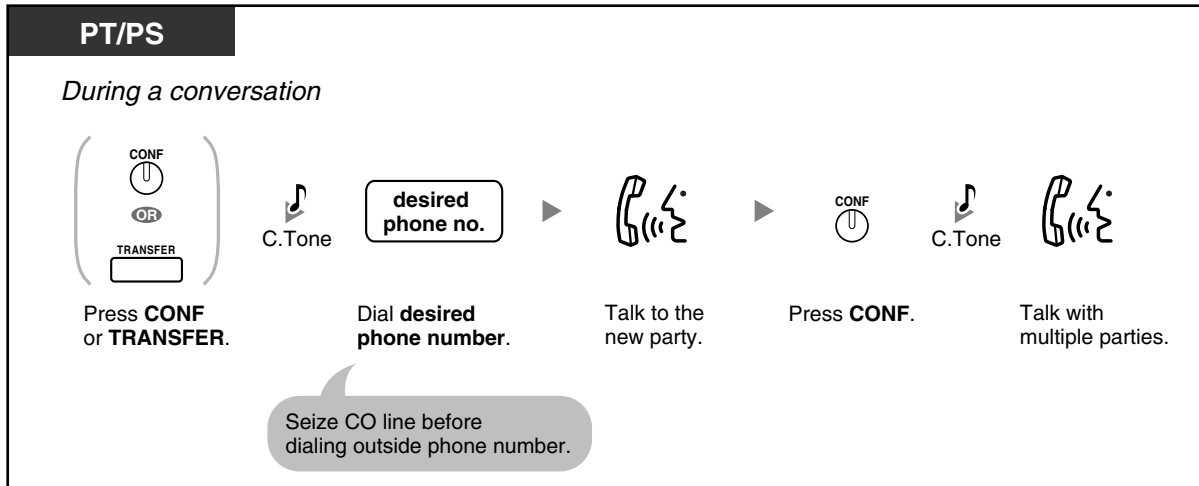 PT/PS
During a conversation
CONF
OR
TRANSFER
C.Tone
desired
phone no.
CONF
C.Tone
Press CONF
or TRANSFER.
Dial desired
phone number.
Talk to the
new party.
Press CONF.
Talk with
multiple parties.
Seize CO line before
dialing outside phone number.